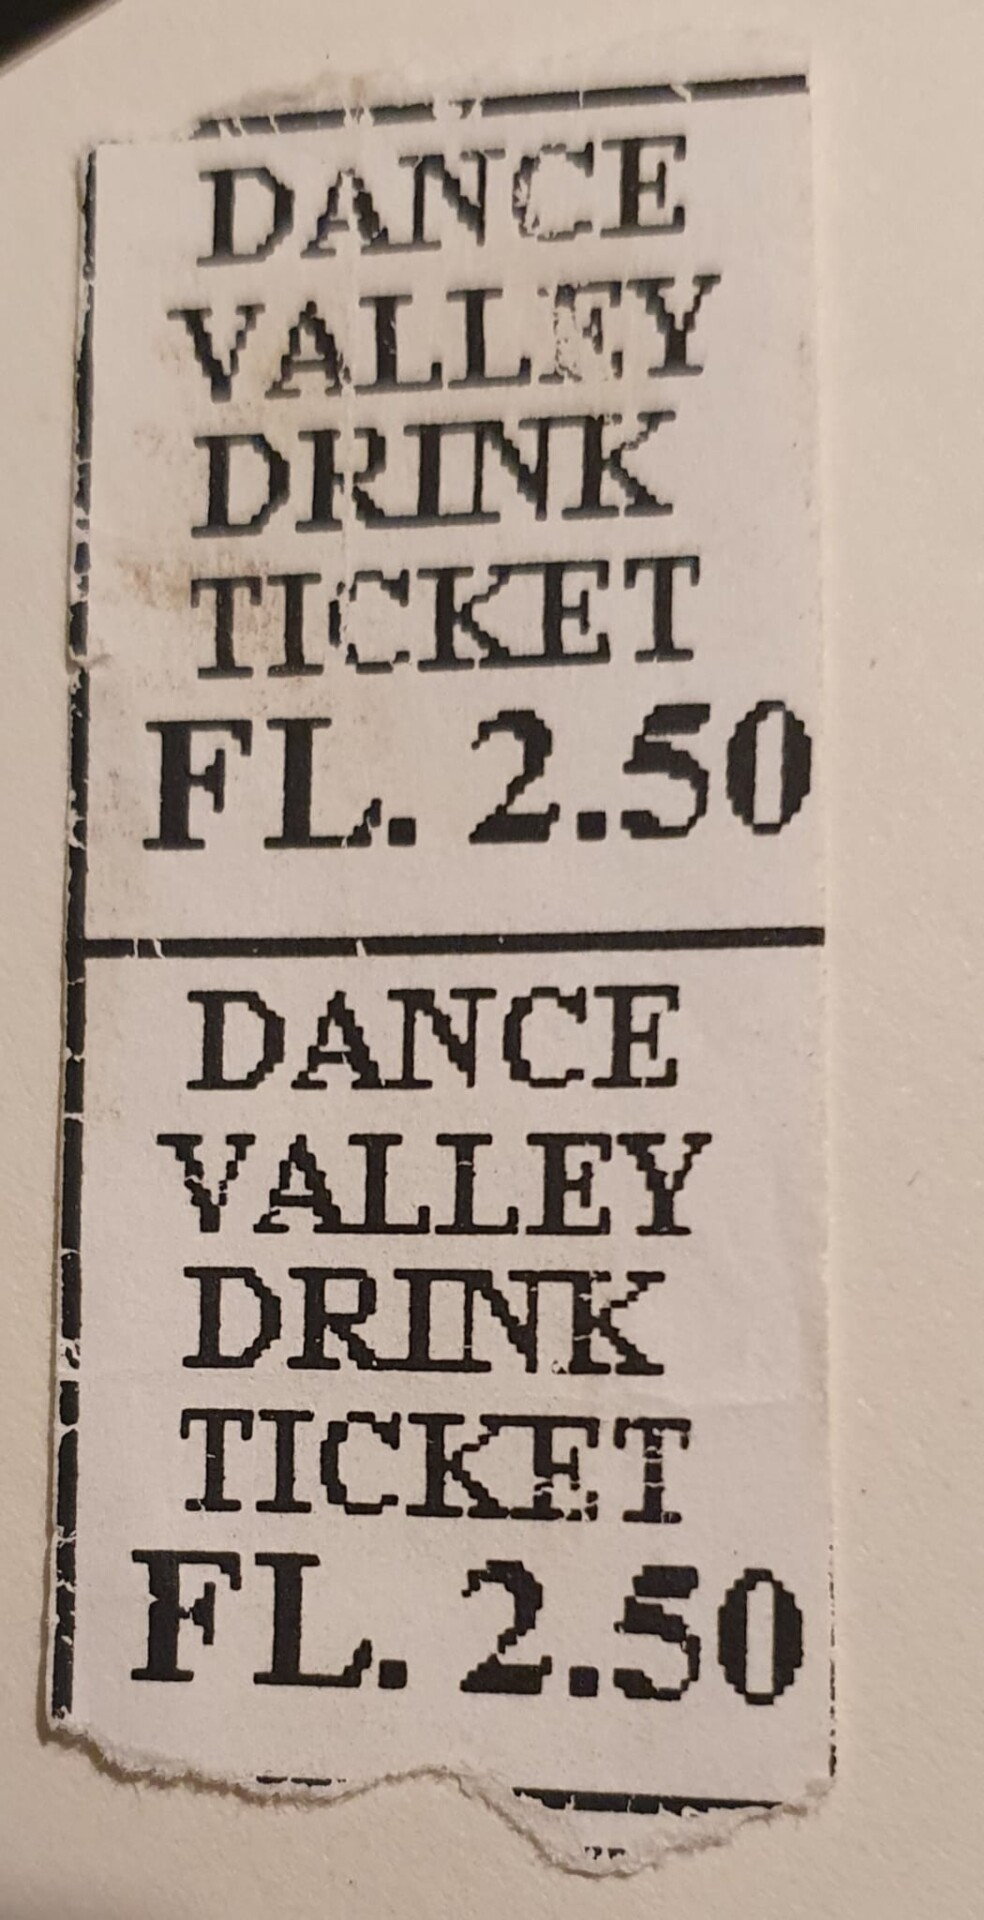 DANCE
VALLEY
DRINK
TICKET
FL. 2.50
DANCE
VALLEY
DRINK
TICKET
FL. 2.50